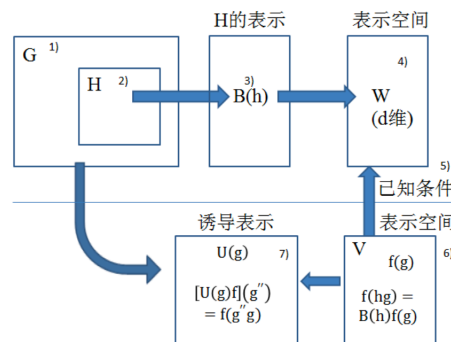 H的表示
表示空间
G 1)
H 2)
3)
B(h)
4)
W
(d维)
5)
已知条件
诱导表示
表示空间
U(g) 7)
[U(g)f](g″)
= f(g″g)
V
6)
f(g)
f(hg) =
B(h)f(g)